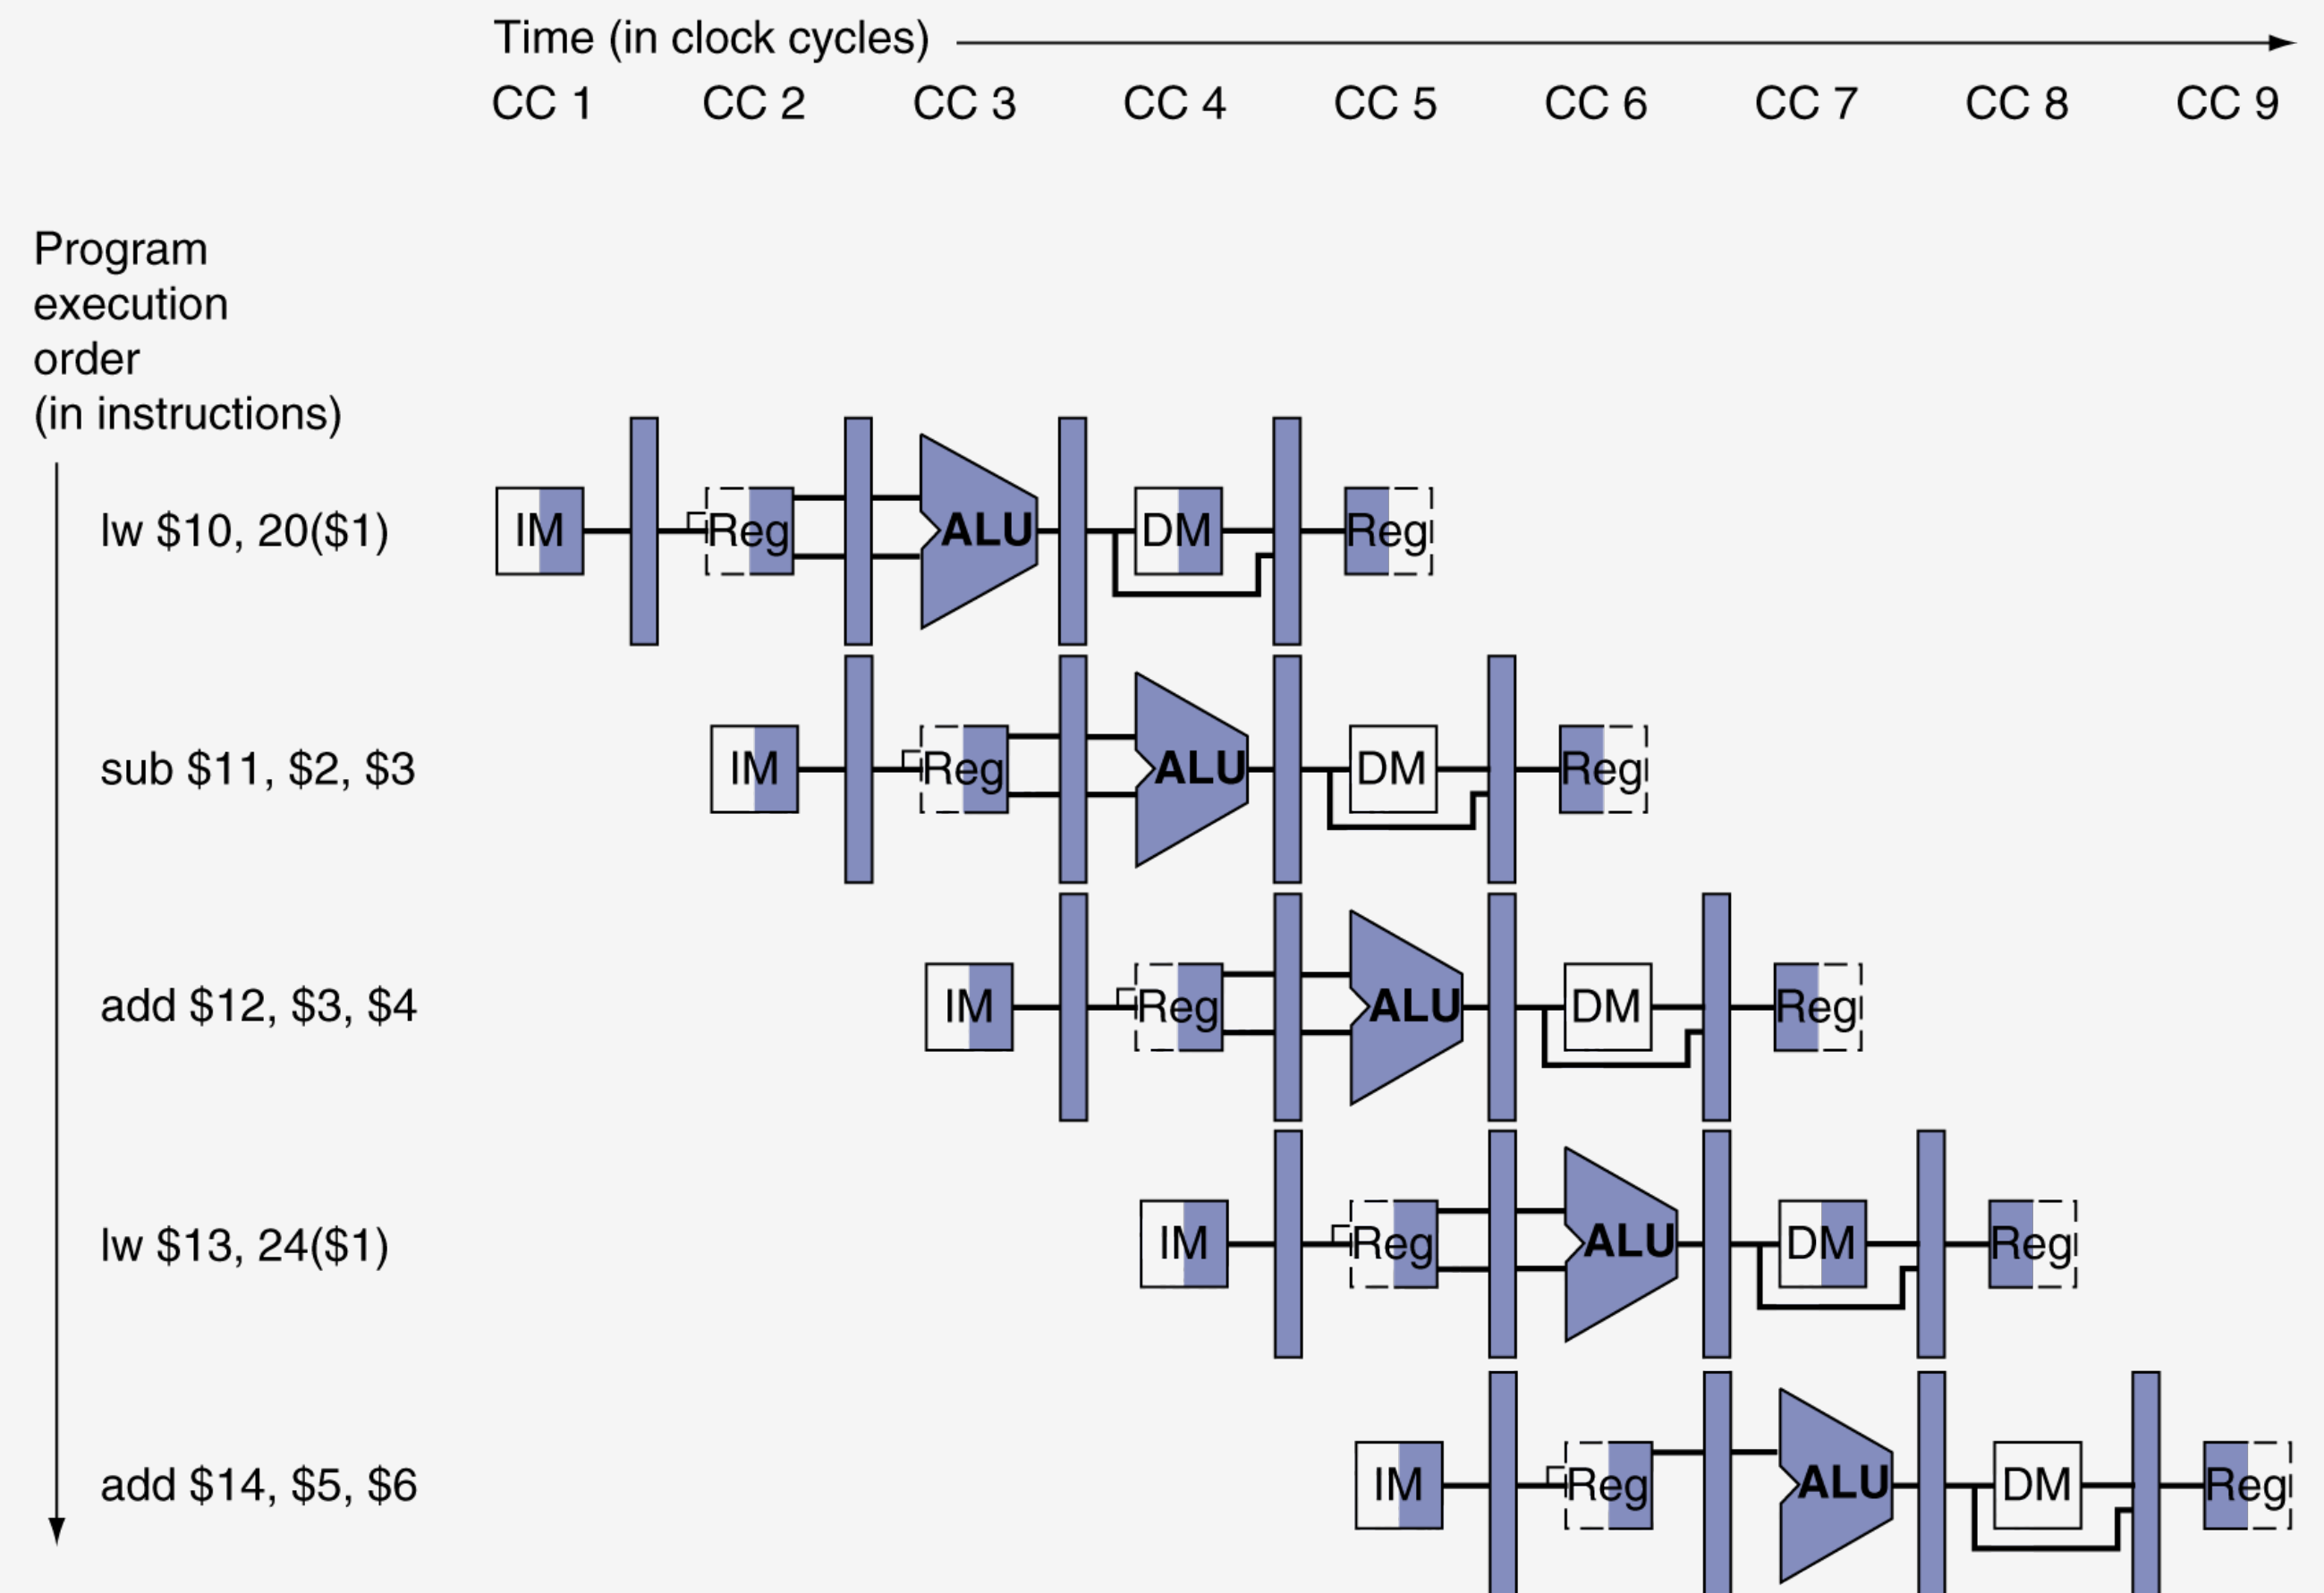 Time (in clock cycles)
CC 1 CC 2 CC 3 CC 4 CC 5 CC 6 CC 7 CC 8 CC 9
Program
execution
order
(in instructions)
lw $10, 20($1) IM Reg ALU DM Reg
sub $11, $2, $3 IM Reg ALU DM Reg
add $12, $3, $4 IM Reg ALU DM Reg
lw $13, 24($1) IM Reg ALU DM Reg
add $14, $5, $6 IM Reg ALU DM Reg